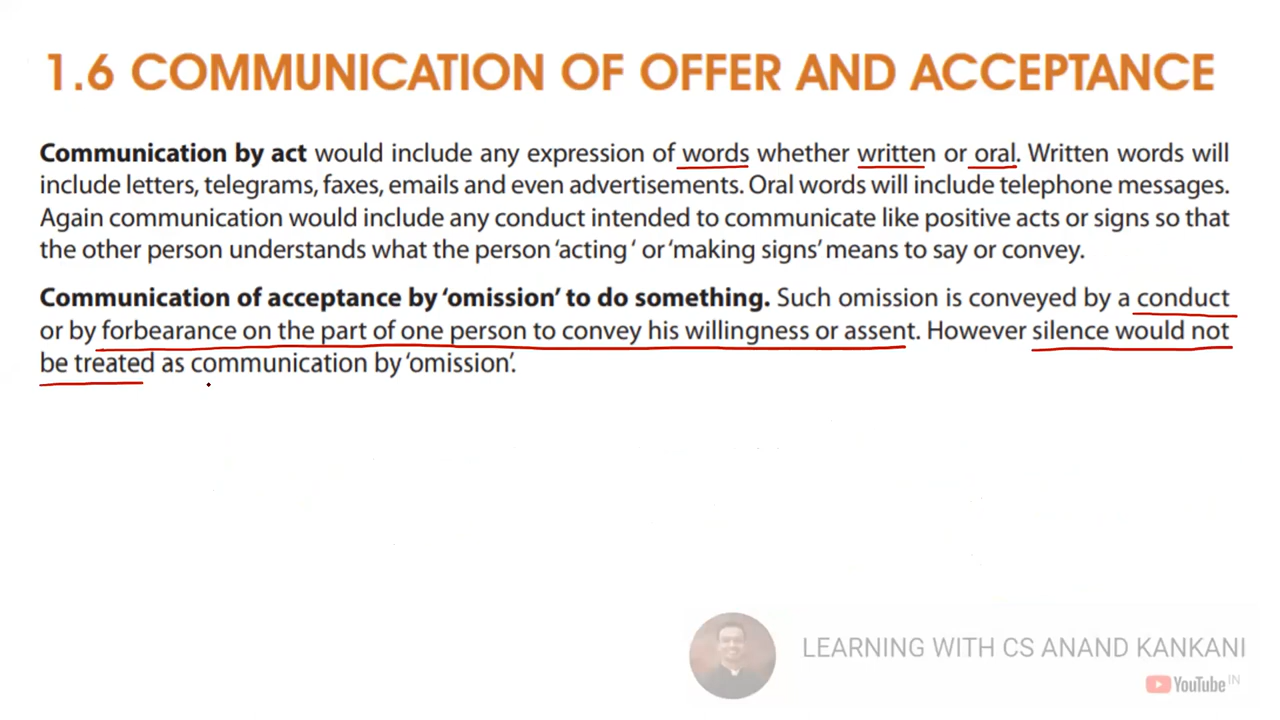 1.6 COMMUNICATION OF OFFER AND ACCEPTANCE
Communication by act would include any expression of words whether written or oral. Written words will
include letters, telegrams, faxes, emails and even advertisements. Oral words will include telephone messages.
Again communication would include any conduct intended to communicate like positive acts or signs so that
the other person understands what the person ‘acting ‘ or ‘making signs’ means to say or convey.
Communication of acceptance by ‘omission’ to do something. Such omission is conveyed by a conduct
or by forbearance on the part of one person to convey his willingness or assent. However silence would not
be treated as communication by ‘omission’.
LEARNING WITH CS ANAND KANKANI
YouTube IN